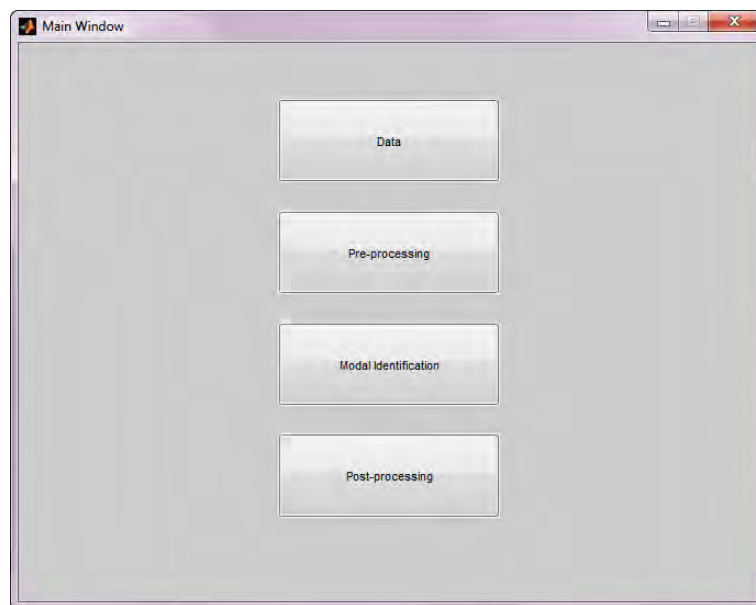 Main Window
Data
Pre-processing
Modal Identification
Post-processing